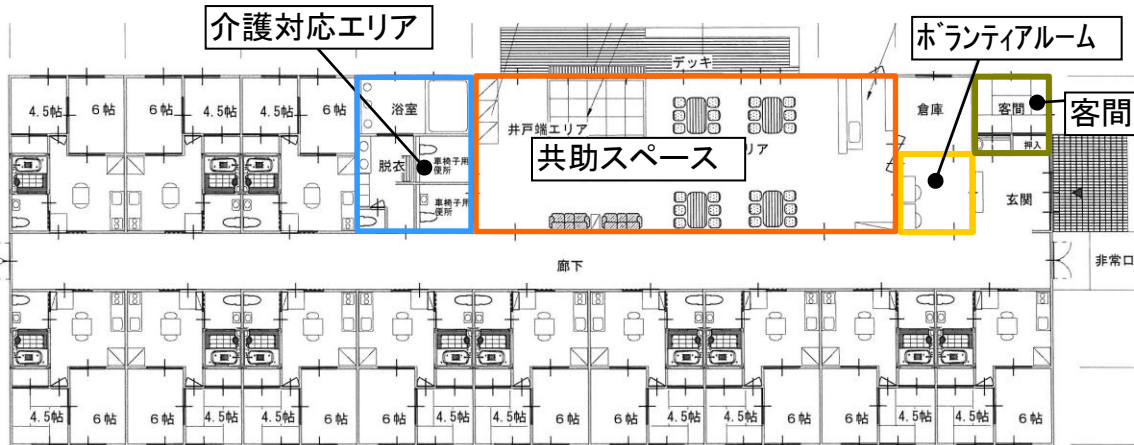 介護対応エリア
ボランティアルーム
デッキ
4.5帖 6帖 6帖 4.5帖 4.5帖 6帖
浴室
倉庫
客間
客間
井戸端エリア
共助スペース
リア
押入
脱衣
車椅子用
便所
車椅子用
便所
玄関
廊下
非常口
4.5帖 6帖 4.5帖 6帖 4.5帖 6帖 4.5帖 6帖 4.5帖 6帖 4.5帖 6帖 4.5帖 6帖 4.5帖 6帖 4.5帖 6帖